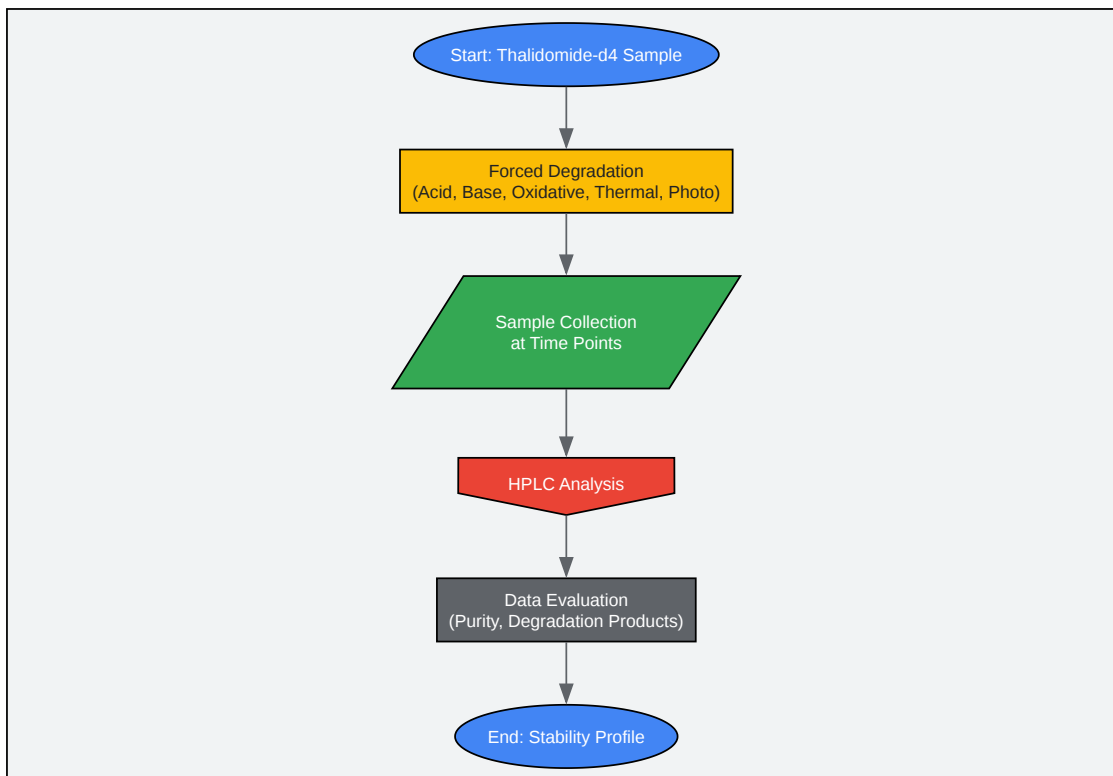 Start: Thalidomide-d4 Sample
Forced Degradation
(Acid, Base, Oxidative, Thermal, Photo)
Sample Collection
at Time Points
HPLC Analysis
Data Evaluation
(Purity, Degradation Products)
End: Stability Profile